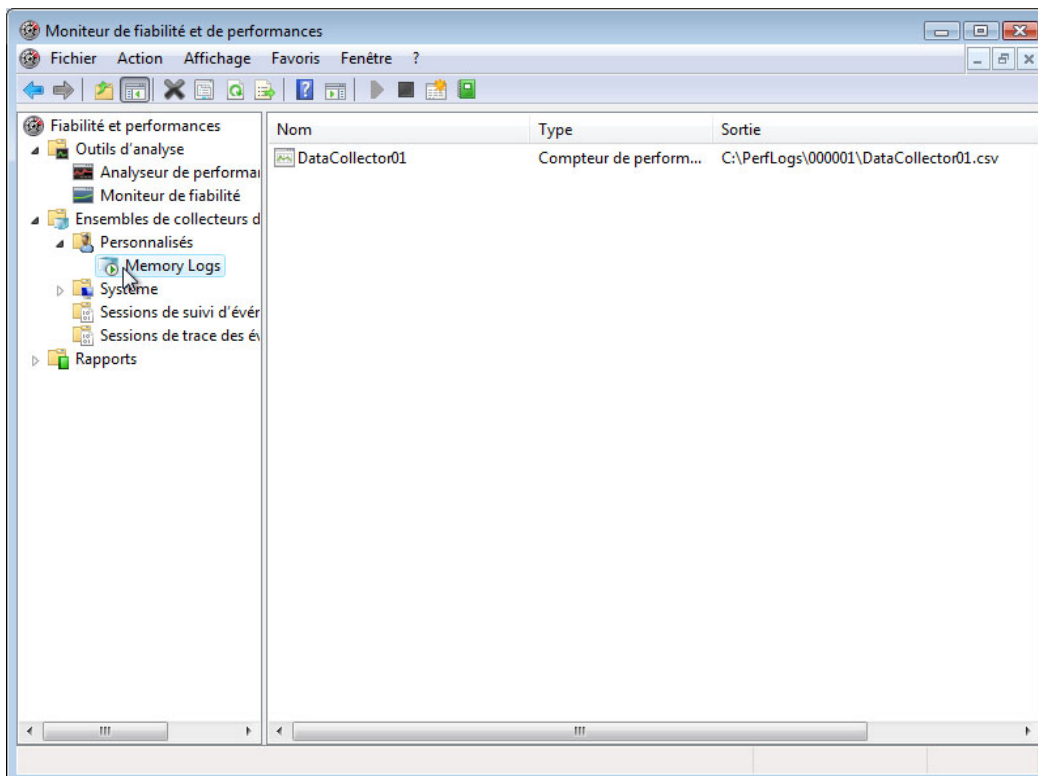 Moniteur de fiabilité et de performances
Fichier Action Affichage Favoris Fenêtre ?
Fiabilité et performances
Outils d'analyse
Analyseur de performa
Moniteur de fiabilité
Ensembles de collecteurs d
Personnalisés
Memory Logs
Système
Sessions de suivi d'évér
Sessions de trace des é
Rapports
Nom Type Sortie
DataCollector01 Compteur de perform... C:\PerfLogs\000001\DataCollector01.csv